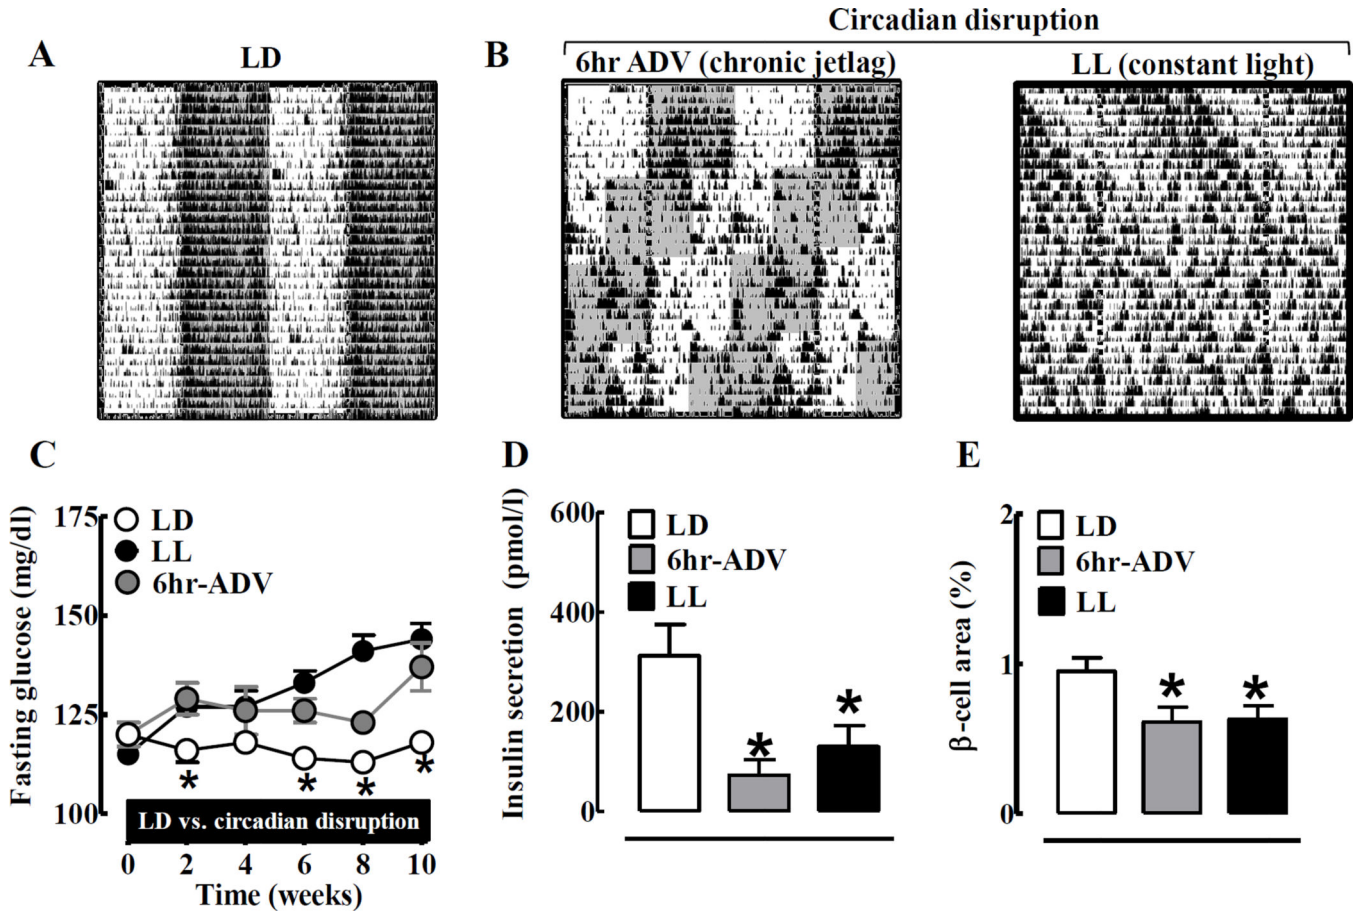 Circadian disruption
A
LD
B
6hr ADV (chronic jetlag)
LL (constant light)
C
Fasting glucose (mg/dl)
175
150
125
100
LD
LL
6hr-ADV
*
*
*
*
LD vs. circadian disruption
0 2 4 6 8 10
Time (weeks)
D
Insulin secretion (pmol/l)
600
400
200
0
LD
6hr-ADV
LL
*
*
E
β-cell area (%)
2
1
0
LD
6hr-ADV
LL
*
*